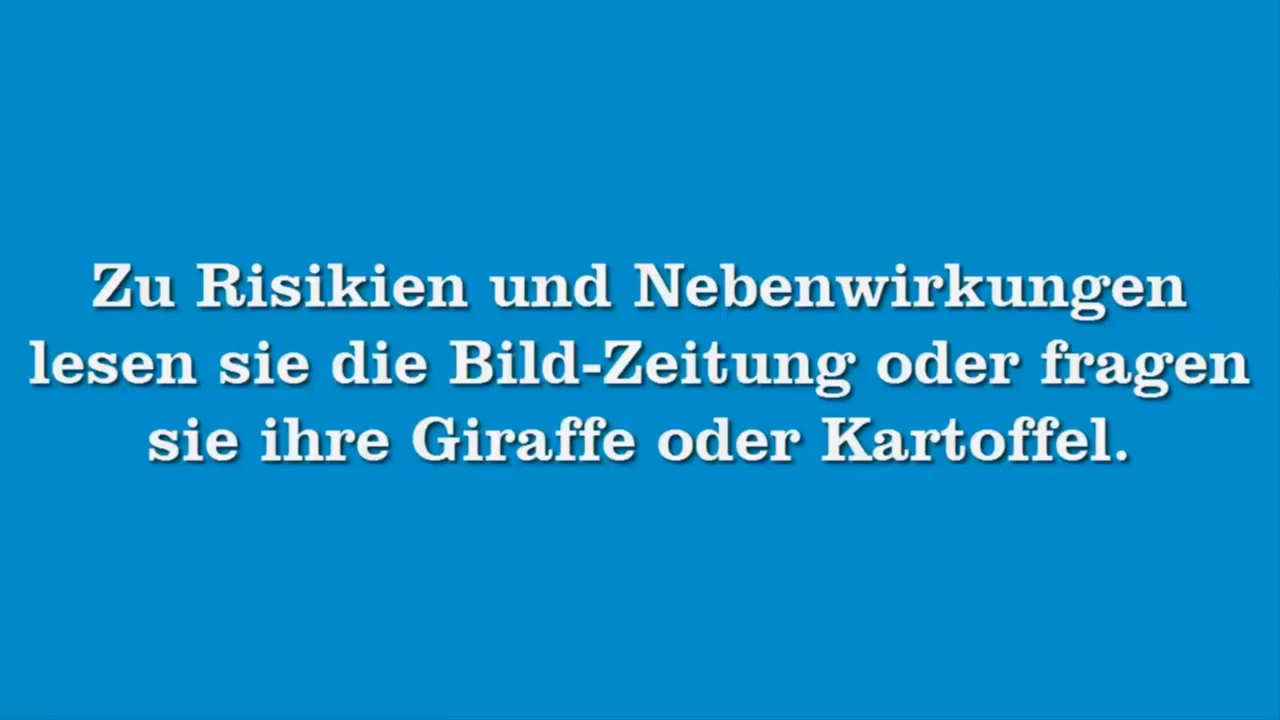 Zu Risikien und Nebenwirkungen
lesen sie die Bild-Zeitung oder fragen
sie ihre Giraffe oder Kartoffel.